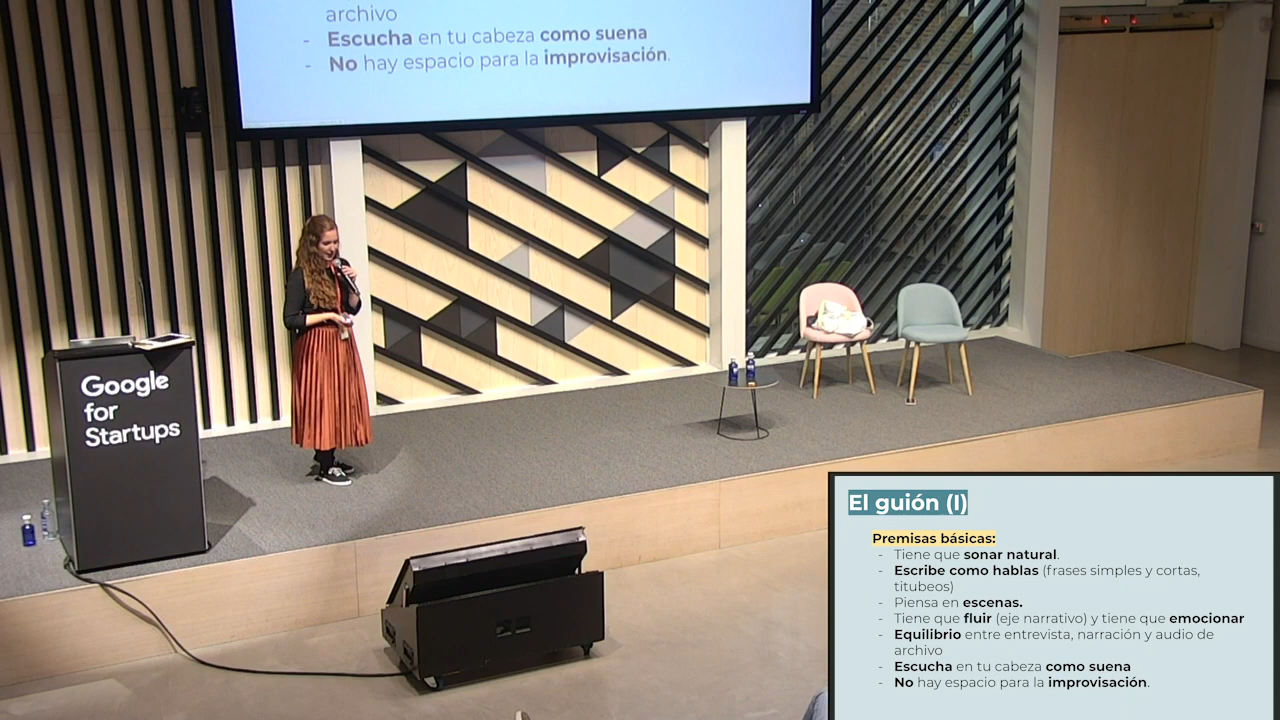 archivo
- Escucha en tu cabeza como suena
- No hay espacio para la improvisación.
Google
for
Startups
El guión (I)
Premisas básicas:
- Tiene que sonar natural.
- Escribe como hablas (frases simples y cortas,
titubeos)
- Piensa en escenas.
- Tiene que fluir (eje narrativo) y tiene que emocionar
- Equilibrio entre entrevista, narración y audio de
archivo
- Escucha en tu cabeza como suena
- No hay espacio para la improvisación.